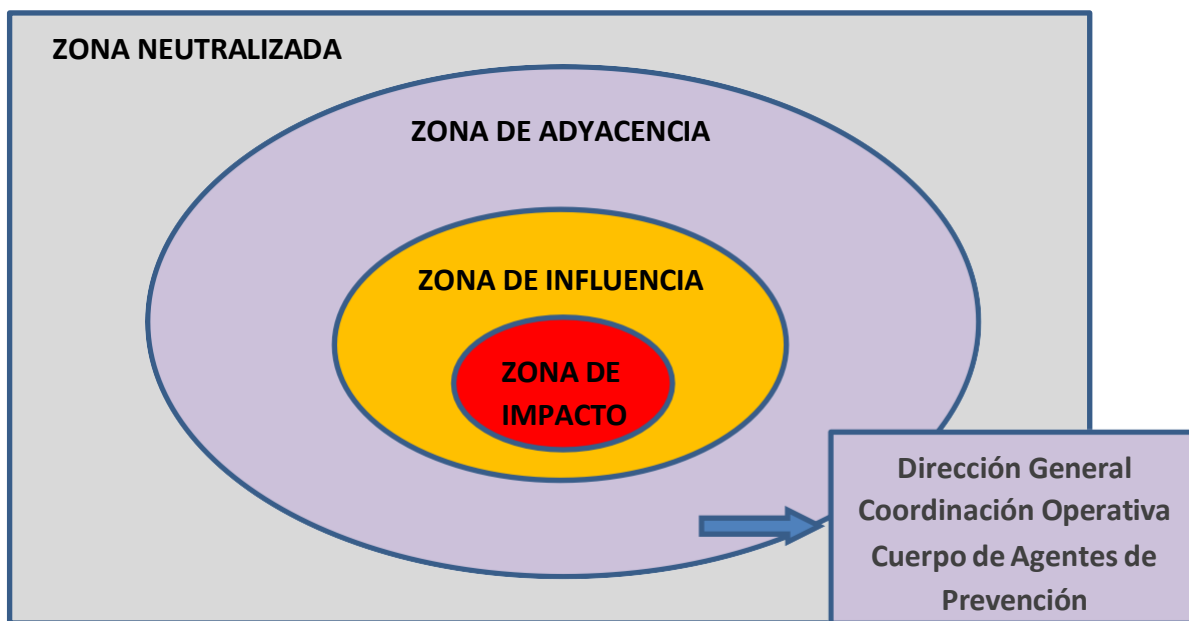 ZONA NEUTRALIZADA
ZONA DE ADYACENCIA
ZONA DE INFLUENCIA
ZONA DE
IMPACTO
Dirección General
Coordinación Operativa
Cuerpo de Agentes de
Prevención